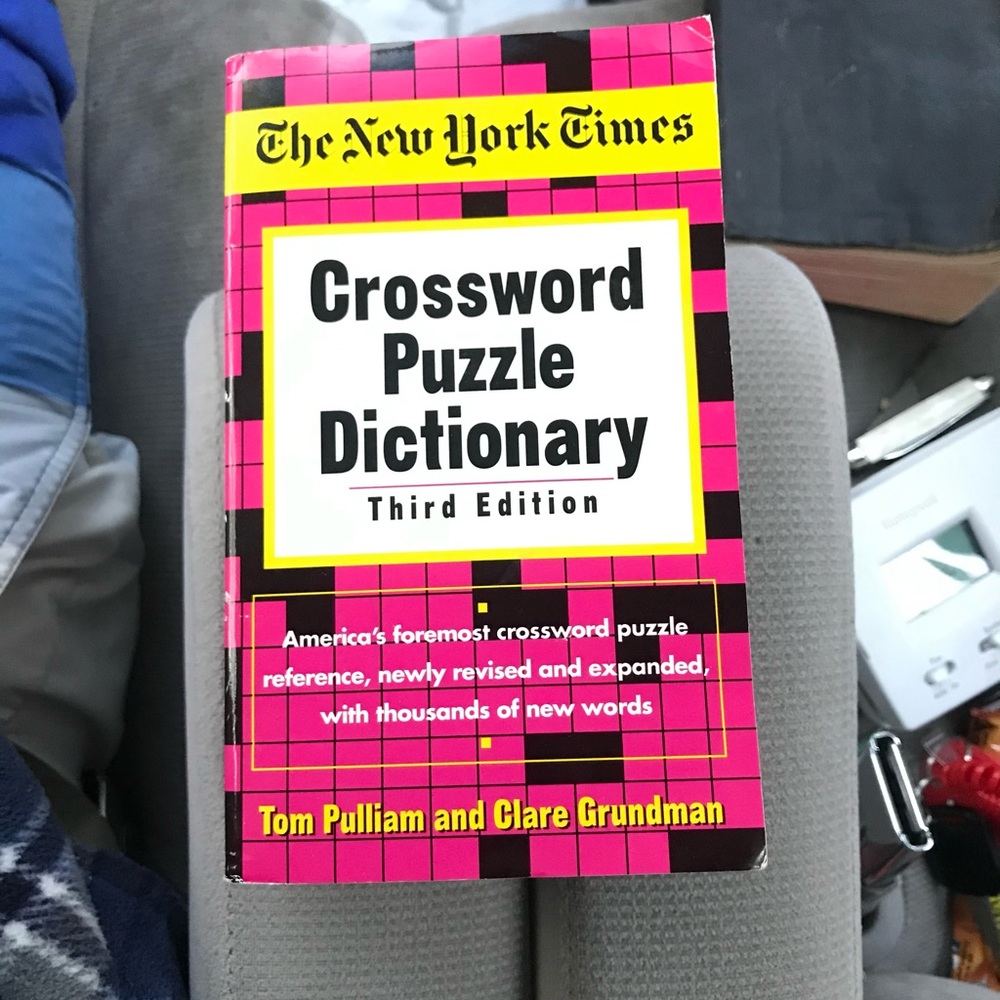 The New York Times
Crossword
Puzzle
Dictionary
Third Edition
America's foremost crossword puzzle
reference, newly revised and expanded,
with thousands of new words
Tom Pulliam and Clare Grundman
Honeywell